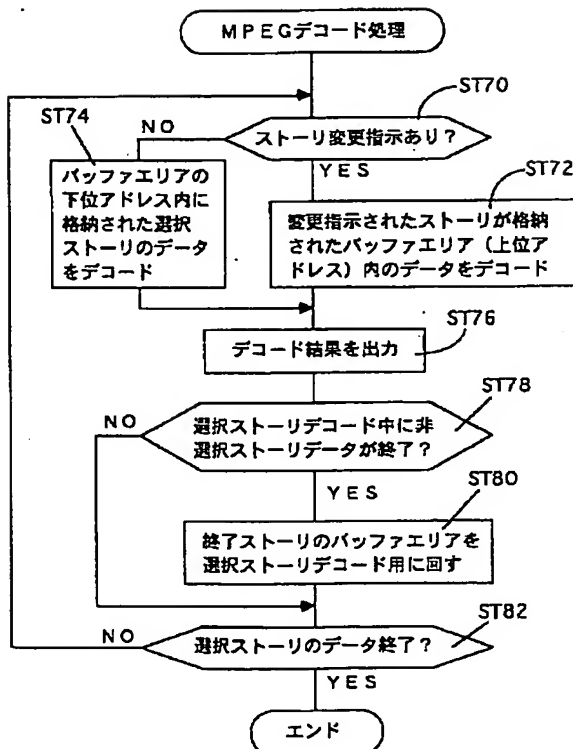 MPEGデコード処理
ST70
ST74
NO
ストーリ変更指示あり?
YES
ST72
バッファエリアの
下位アドレス内に
格納された選択
ストーリのデータ
をデコード
変更指示されたストーリが格納
されたバッファエリア(上位ア
ドレス)内のデータをデコード
ST76
デコード結果を出力
ST78
NO
選択ストーリデコード中に非
選択ストーリデータが終了?
YES
ST80
終了ストーリのバッファエリアを
選択ストーリデコード用に回す
ST82
NO
選択ストーリのデータ終了?
YES
エンド